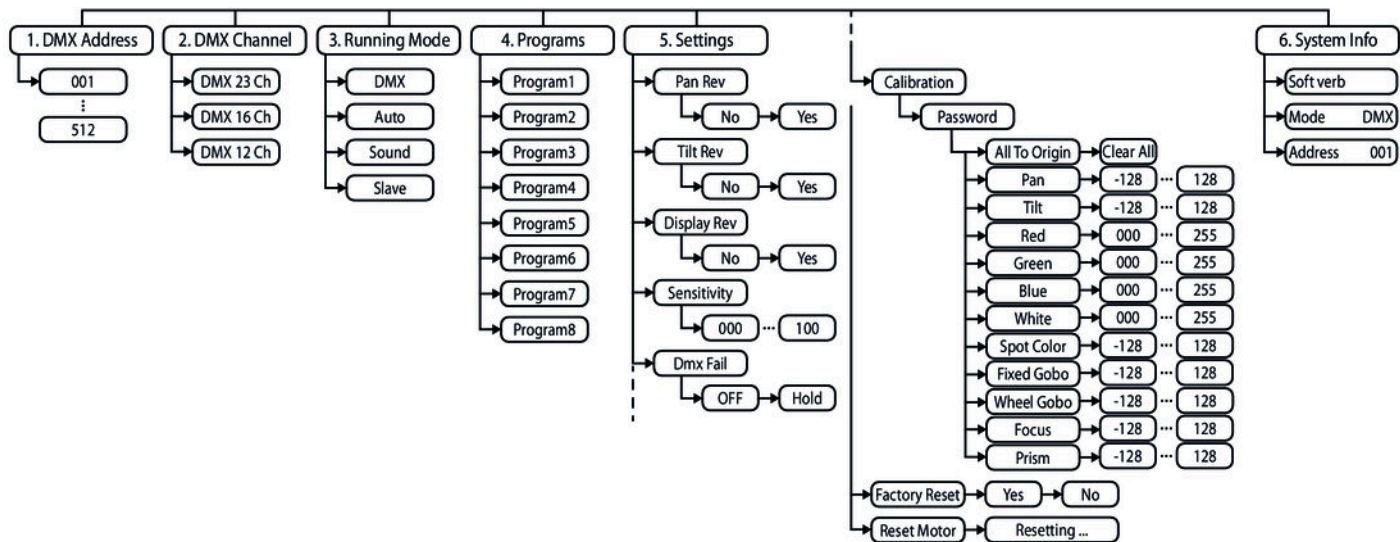 1. DMX Address
001
⋮
512
2. DMX Channel
DMX 23 Ch
DMX 16 Ch
DMX 12 Ch
3. Running Mode
DMX
Auto
Sound
Slave
4. Programs
Program1
Program2
Program3
Program4
Program5
Program6
Program7
Program8
5. Settings
Pan Rev
No Yes
Tilt Rev
No Yes
Display Rev
No Yes
Sensitivity
000 ... 100
Dmx Fail
OFF Hold
Calibration
Password
All To Origin Clear All
Pan -128 ... 128
Tilt -128 ... 128
Red 000 ... 255
Green 000 ... 255
Blue 000 ... 255
White 000 ... 255
Spot Color -128 ... 128
Fixed Gobo -128 ... 128
Wheel Gobo -128 ... 128
Focus -128 ... 128
Prism -128 ... 128
Factory Reset Yes No
Reset Motor Resetting ...
6. System Info
Soft verb
Mode DMX
Address 001